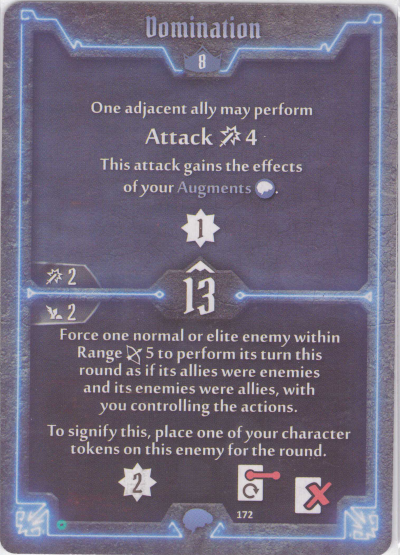 Domination
8
One adjacent ally may perform
Attack 4
This attack gains the effects
of your Augments .
1
2
13
2
Force one normal or elite enemy within
Range 5 to perform its turn this
round as if its allies were enemies
and its enemies were allies, with
you controlling the actions.
To signify this, place one of your character
tokens on this enemy for the round.
2
172